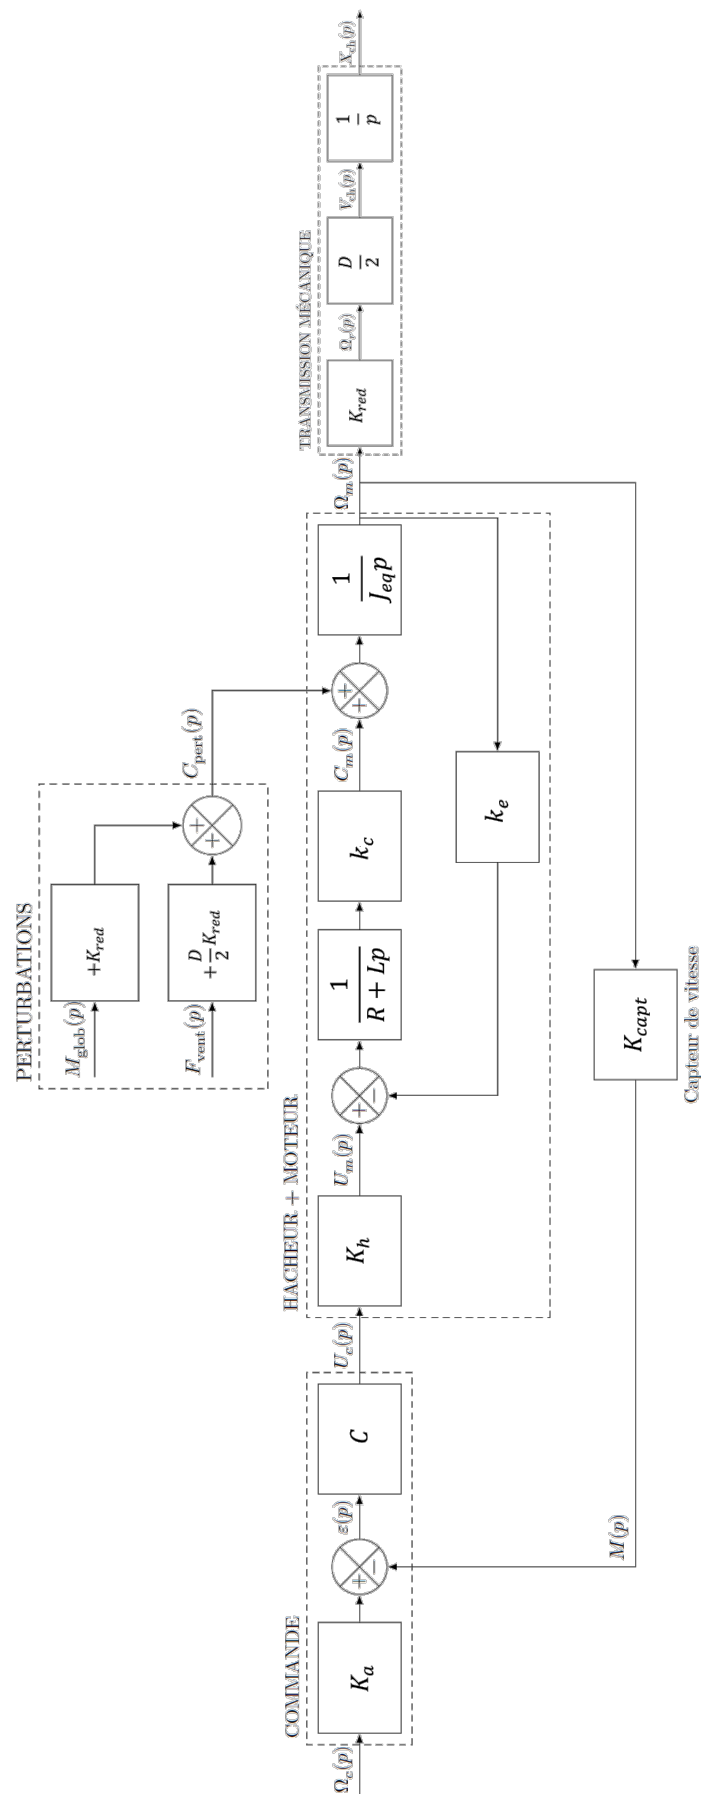 PERTURBATIONS
M_glob(p)
+K_red
F_vent(p)
+D/2 K_red
+
+
C_pert(p)
COMMANDE
Ω_c(p)
K_a
+
−
ε(p)
C
U_c(p)
HACHEUR + MOTEUR
K_h
U_m(p)
+
−
1/(R + Lp)
k_c
C_m(p)
+
+
1/(J_eq p)
Ω_m(p)
k_e
TRANSMISSION MÉCANIQUE
K_red
Ω_r(p)
D/2
V_ch(p)
1/p
X_ch(p)
M(p)
K_capt
Capteur de vitesse